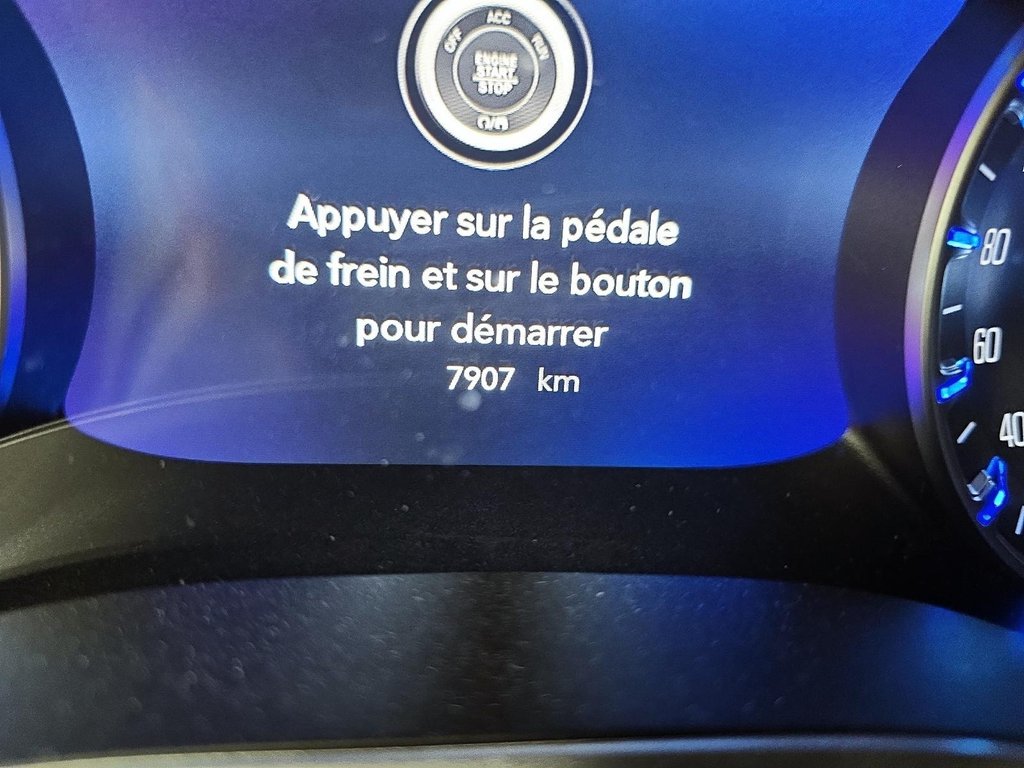 ACC
OFF
RUN
ENGINE
START
STOP
Appuyer sur la pédale
de frein et sur le bouton
pour démarrer
7907 km
80
60
40